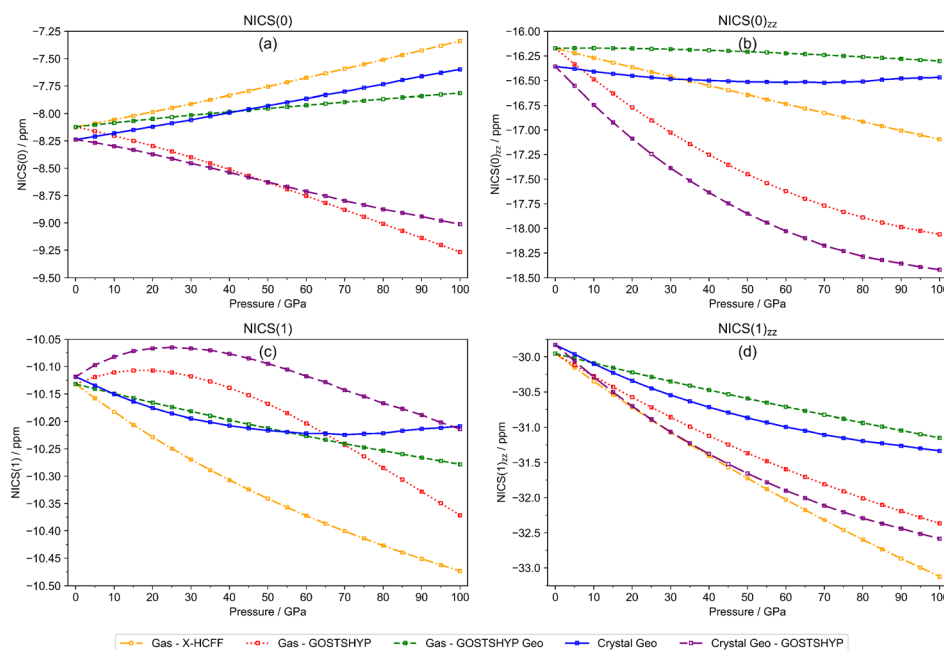 NICS(0)
NICS(0)zz
(a)
(b)
−7.25
−7.50
−7.75
−8.00
−8.25
−8.50
−8.75
−9.00
−9.25
−9.50
NICS(0) / ppm
0 10 20 30 40 50 60 70 80 90 100
Pressure / GPa
−16.00
−16.25
−16.50
−16.75
−17.00
−17.25
−17.50
−17.75
−18.00
−18.25
−18.50
NICS(0)zz / ppm
0 10 20 30 40 50 60 70 80 90 100
Pressure / GPa
NICS(1)
NICS(1)zz
(c)
(d)
−10.05
−10.10
−10.15
−10.20
−10.25
−10.30
−10.35
−10.40
−10.45
−10.50
NICS(1) / ppm
0 10 20 30 40 50 60 70 80 90 100
Pressure / GPa
−30.0
−30.5
−31.0
−31.5
−32.0
−32.5
−33.0
NICS(1)zz / ppm
0 10 20 30 40 50 60 70 80 90 100
Pressure / GPa
Gas - X-HCFF Gas - GOSTSHYP Gas - GOSTSHYP Geo Crystal Geo Crystal Geo - GOSTSHYP